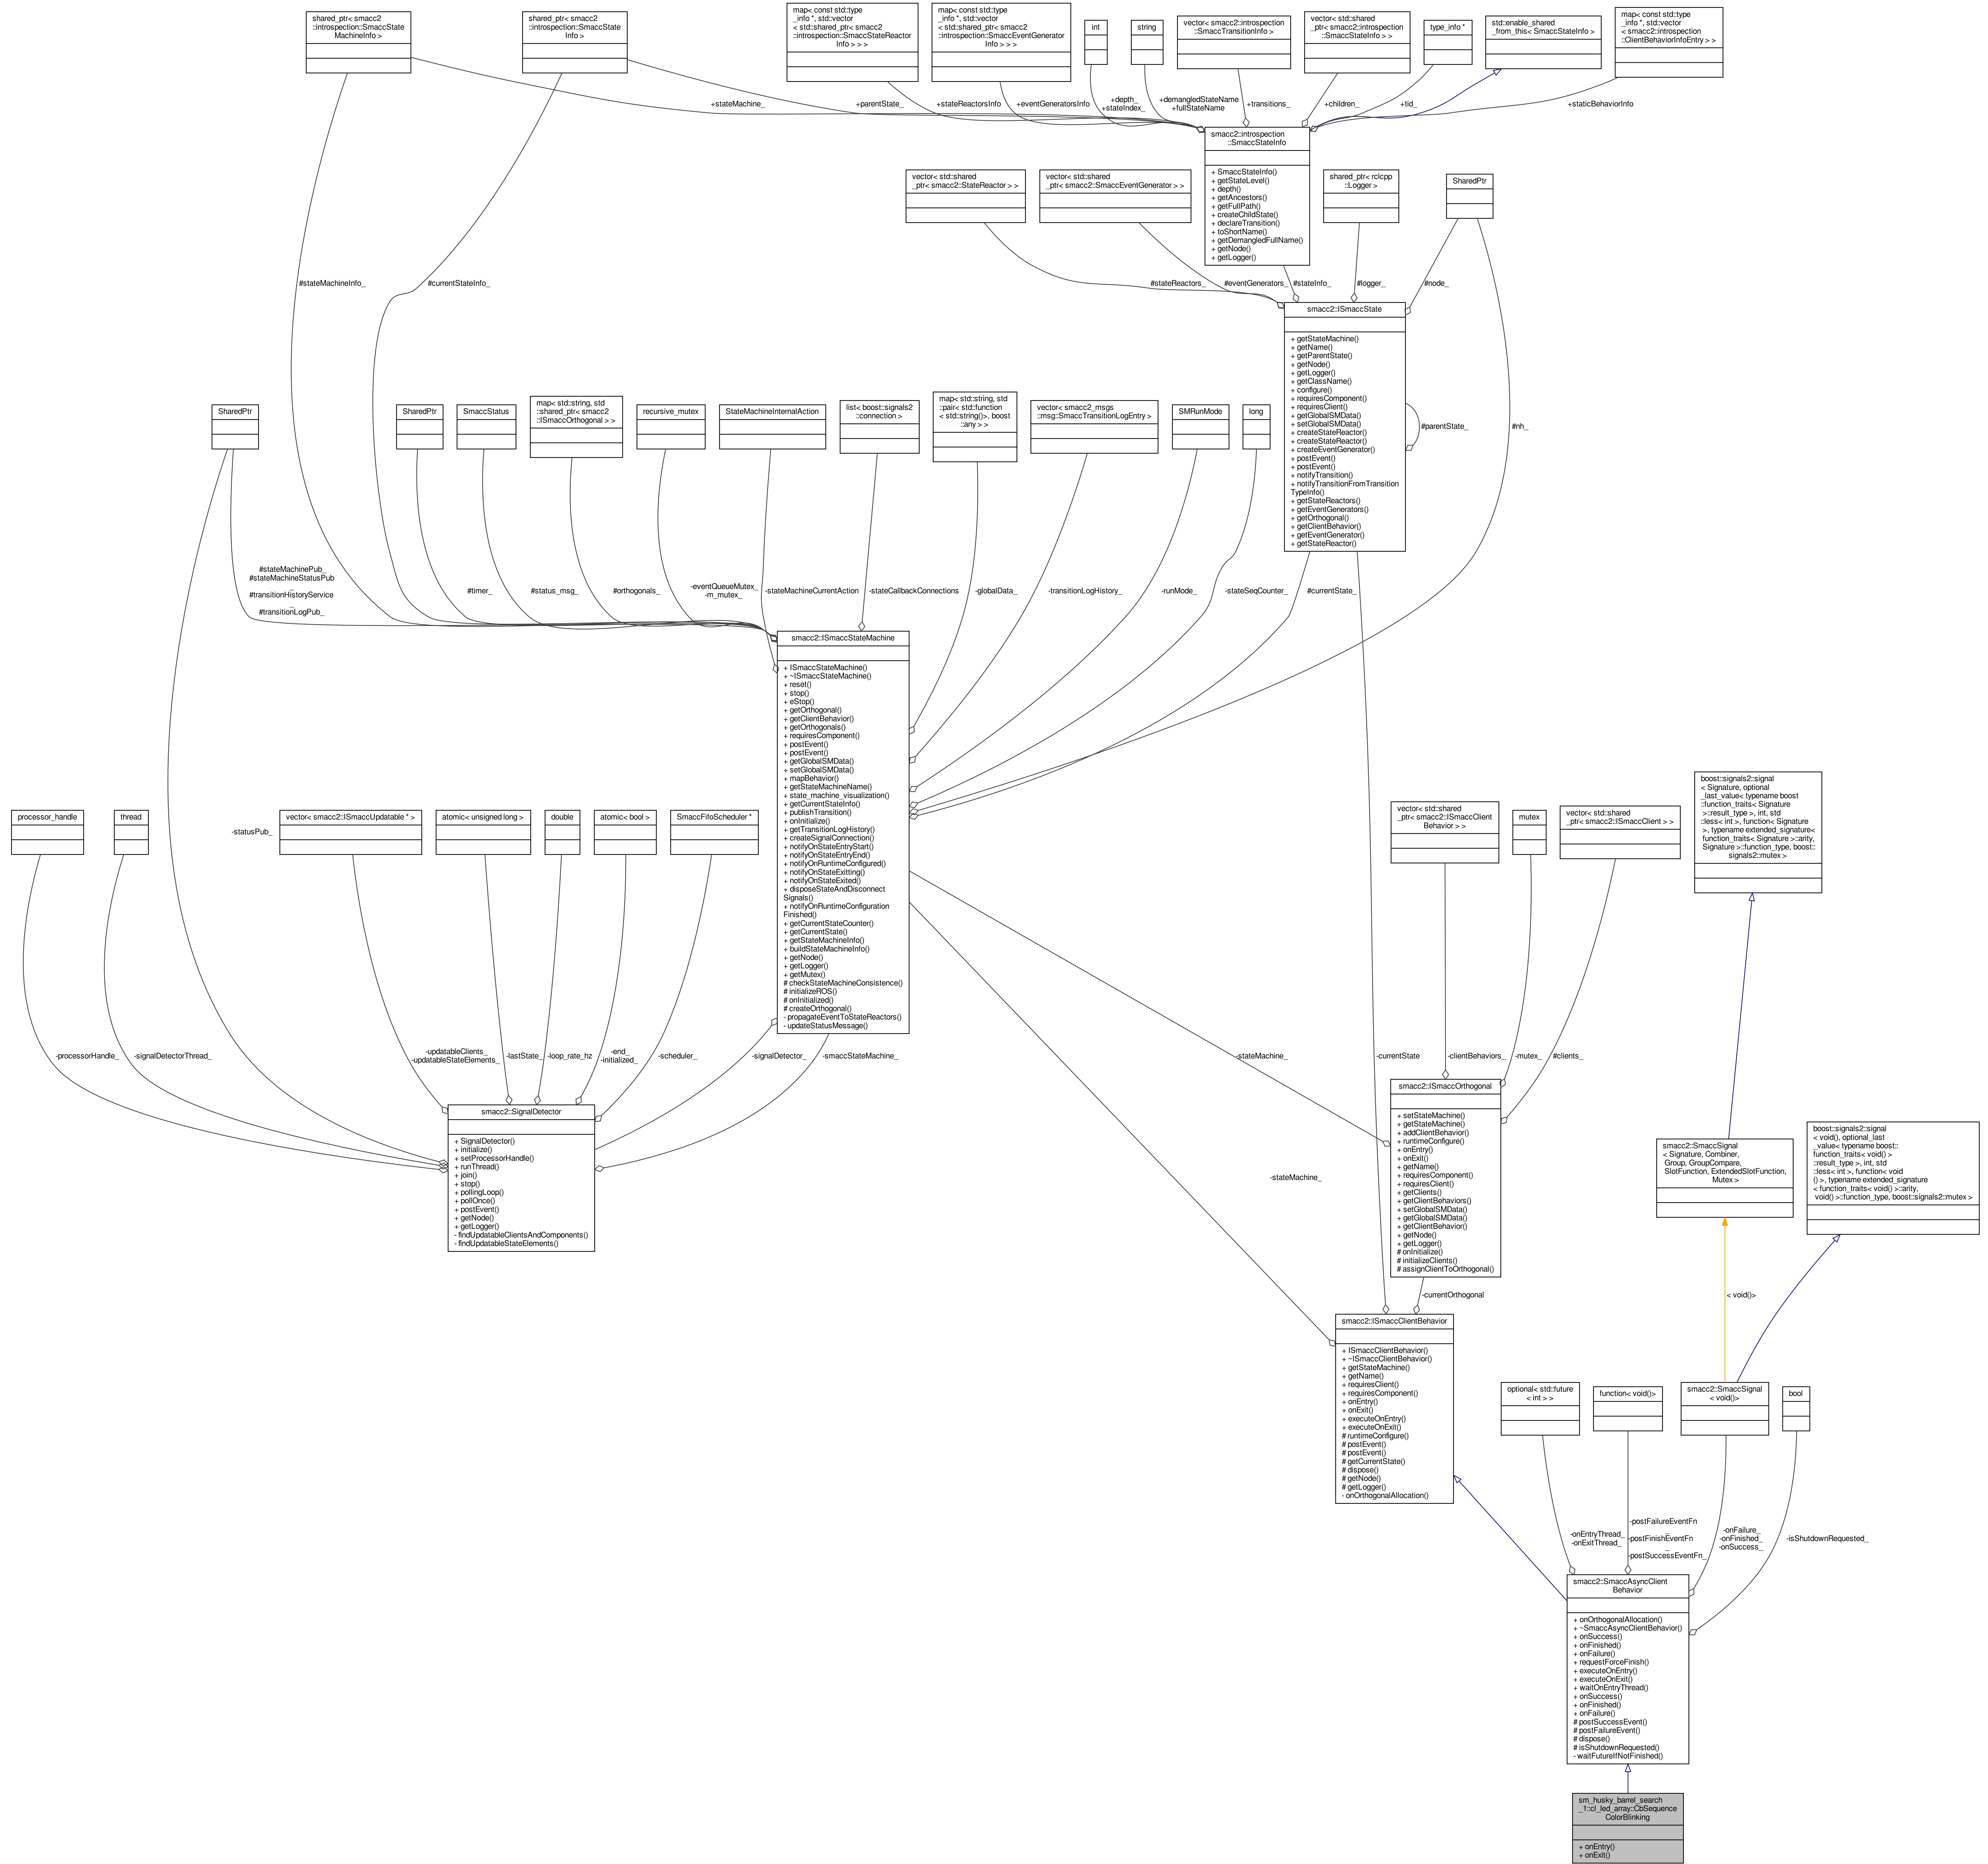 shared_ptr< smacc2
::introspection::SmaccState
MachineInfo >
shared_ptr< smacc2
::introspection::SmaccState
Info >
map< const std::type
_info *, std::vector
< std::shared_ptr< smacc2
::introspection::SmaccStateReactor
Info > > >
map< const std::type
_info *, std::vector
< std::shared_ptr< smacc2
::introspection::SmaccEventGenerator
Info > > >
int
string
vector< smacc2::introspection
::SmaccTransitionInfo >
vector< std::shared
_ptr< smacc2::introspection
::SmaccStateInfo > >
type_info *
std::enable_shared
_from_this< SmaccStateInfo >
map< const std::type
_info *, std::vector
< smacc2::introspection
::ClientBehaviorInfoEntry > >
+stateMachine_
+parentState_
+stateReactorsInfo
+eventGeneratorsInfo
+depth_
+stateIndex_
+demangledStateName
+fullStateName
+transitions_
+children_
+tid_
+staticBehaviorInfo
smacc2::introspection
::SmaccStateInfo
+ SmaccStateInfo()
+ getStateLevel()
+ depth()
+ getAncestors()
+ getFullPath()
+ createChildState()
+ declareTransition()
+ toShortName()
+ getDemangledFullName()
+ getNode()
+ getLogger()
vector< std::shared
_ptr< smacc2::StateReactor > >
vector< std::shared
_ptr< smacc2::SmaccEventGenerator > >
shared_ptr< rclcpp
::Logger >
SharedPtr
#stateMachineInfo_
#currentStateInfo_
#stateReactors_
#eventGenerators_
#stateInfo_
#logger_
#node_
smacc2::ISmaccState
+ getStateMachine()
+ getName()
+ getParentState()
+ getNode()
+ getLogger()
+ getClassName()
+ configure()
+ requiresComponent()
+ requiresClient()
+ getGlobalSMData()
+ setGlobalSMData()
+ createStateReactor()
+ createStateReactor()
+ createEventGenerator()
+ postEvent()
+ postEvent()
+ notifyTransition()
+ notifyTransitionFromTransition
TypeInfo()
+ getStateReactors()
+ getEventGenerators()
+ getOrthogonal()
+ getClientBehavior()
+ getEventGenerator()
+ getStateReactor()
#parentState_
#nh_
SharedPtr
SharedPtr
SmaccStatus
map< std::string, std
::shared_ptr< smacc2
::ISmaccOrthogonal > >
recursive_mutex
StateMachineInternalAction
list< boost::signals2
::connection >
map< std::string, std
::pair< std::function
< std::string()>, boost
::any > >
vector< smacc2_msgs
::msg::SmaccTransitionLogEntry >
SMRunMode
long
#stateMachinePub_
#stateMachineStatusPub
_
#transitionHistoryService
_
#transitionLogPub_
#timer_
#status_msg_
#orthogonals_
-eventQueueMutex_
-m_mutex_
-stateMachineCurrentAction
-stateCallbackConnections
-globalData_
-transitionLogHistory_
-runMode_
-stateSeqCounter_
#currentState_
smacc2::ISmaccStateMachine
+ ISmaccStateMachine()
+ ~ISmaccStateMachine()
+ reset()
+ stop()
+ eStop()
+ getOrthogonal()
+ getClientBehavior()
+ getOrthogonals()
+ requiresComponent()
+ postEvent()
+ postEvent()
+ getGlobalSMData()
+ setGlobalSMData()
+ mapBehavior()
+ getStateMachineName()
+ state_machine_visualization()
+ getCurrentStateInfo()
+ publishTransition()
+ onInitialize()
+ getTransitionLogHistory()
+ createSignalConnection()
+ notifyOnStateEntryStart()
+ notifyOnStateEntryEnd()
+ notifyOnRuntimeConfigured()
+ notifyOnStateExitting()
+ notifyOnStateExited()
+ disposeStateAndDisconnect
Signals()
+ notifyOnRuntimeConfiguration
Finished()
+ getCurrentStateCounter()
+ getCurrentState()
+ getStateMachineInfo()
+ buildStateMachineInfo()
+ getNode()
+ getLogger()
+ getMutex()
# checkStateMachineConsistence()
# initializeROS()
# onInitialized()
# createOrthogonal()
- propagateEventToStateReactors()
- updateStatusMessage()
processor_handle
thread
-statusPub_
vector< smacc2::ISmaccUpdatable * >
atomic< unsigned long >
double
atomic< bool >
SmaccFifoScheduler *
-processorHandle_
-signalDetectorThread_
-updatableClients_
-updatableStateElements_
-lastState_
-loop_rate_hz
-end_
-initialized_
-scheduler_
-signalDetector_
-smaccStateMachine_
smacc2::SignalDetector
+ SignalDetector()
+ initialize()
+ setProcessorHandle()
+ runThread()
+ join()
+ stop()
+ pollingLoop()
+ pollOnce()
+ postEvent()
+ getNode()
+ getLogger()
- findUpdatableClientsAndComponents()
- findUpdatableStateElements()
vector< std::shared
_ptr< smacc2::ISmaccClient
Behavior > >
mutex
vector< std::shared
_ptr< smacc2::ISmaccClient > >
boost::signals2::signal
< Signature, optional
_last_value< typename boost
::function_traits< Signature
>::result_type >, int, std
::less< int >, function< Signature
>, typename extended_signature<
function_traits< Signature >::arity,
Signature >::function_type, boost::
signals2::mutex >
-stateMachine_
-currentState
-clientBehaviors_
-mutex_
#clients_
smacc2::ISmaccOrthogonal
+ setStateMachine()
+ getStateMachine()
+ addClientBehavior()
+ runtimeConfigure()
+ onEntry()
+ onExit()
+ getName()
+ requiresComponent()
+ requiresClient()
+ getClients()
+ getClientBehaviors()
+ setGlobalSMData()
+ getGlobalSMData()
+ getClientBehavior()
+ getNode()
+ getLogger()
# onInitialize()
# initializeClients()
# assignClientToOrthogonal()
smacc2::SmaccSignal
< Signature, Combiner,
Group, GroupCompare,
SlotFunction, ExtendedSlotFunction,
Mutex >
boost::signals2::signal
< void(), optional_last
_value< typename boost::
function_traits< void() >
::result_type >, int, std
::less< int >, function< void
() >, typename extended_signature
< function_traits< void() >::arity,
void() >::function_type, boost::signals2::mutex >
-stateMachine_
-currentOrthogonal
< void()>
smacc2::ISmaccClientBehavior
+ ISmaccClientBehavior()
+ ~ISmaccClientBehavior()
+ getStateMachine()
+ getName()
+ requiresClient()
+ requiresComponent()
+ onEntry()
+ onExit()
+ executeOnEntry()
+ executeOnExit()
# runtimeConfigure()
# postEvent()
# postEvent()
# getCurrentState()
# dispose()
# getNode()
# getLogger()
- onOrthogonalAllocation()
optional< std::future
< int > >
function< void()>
smacc2::SmaccSignal
< void()>
bool
-onEntryThread_
-onExitThread_
-postFailureEventFn
_
-postFinishEventFn
_
-postSuccessEventFn_
-onFailure_
-onFinished_
-onSuccess_
-isShutdownRequested_
smacc2::SmaccAsyncClient
Behavior
+ onOrthogonalAllocation()
+ ~SmaccAsyncClientBehavior()
+ onSuccess()
+ onFinished()
+ onFailure()
+ requestForceFinish()
+ executeOnEntry()
+ executeOnExit()
+ waitOnEntryThread()
+ onSuccess()
+ onFinished()
+ onFailure()
# postSuccessEvent()
# postFailureEvent()
# dispose()
# isShutdownRequested()
- waitFutureIfNotFinished()
sm_husky_barrel_search
_1::cl_led_array::CbSequence
ColorBlinking
+ onEntry()
+ onExit()